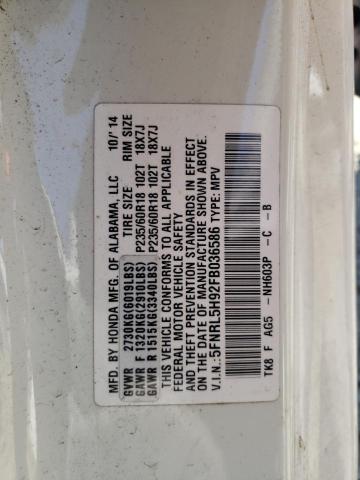 MFD. BY HONDA MFG. OF ALABAMA, LLC 10/'14
TIRE SIZE RIM SIZE
GVWR 2730KG(6019LBS)
GAWR F 1325KG(2910LBS) P235/60R18 102T 18X7J
GAWR R 1515KG(3340LBS) P235/60R18 102T 18X7J
THIS VEHICLE CONFORMS TO ALL APPLICABLE
FEDERAL MOTOR VEHICLE SAFETY
AND THEFT PREVENTION STANDARDS IN EFFECT
ON THE DATE OF MANUFACTURE SHOWN ABOVE.
V.I.N.:5FNRL5H92FB036586 TYPE: MPV
TK8 F AG5 -NH603P -C -B